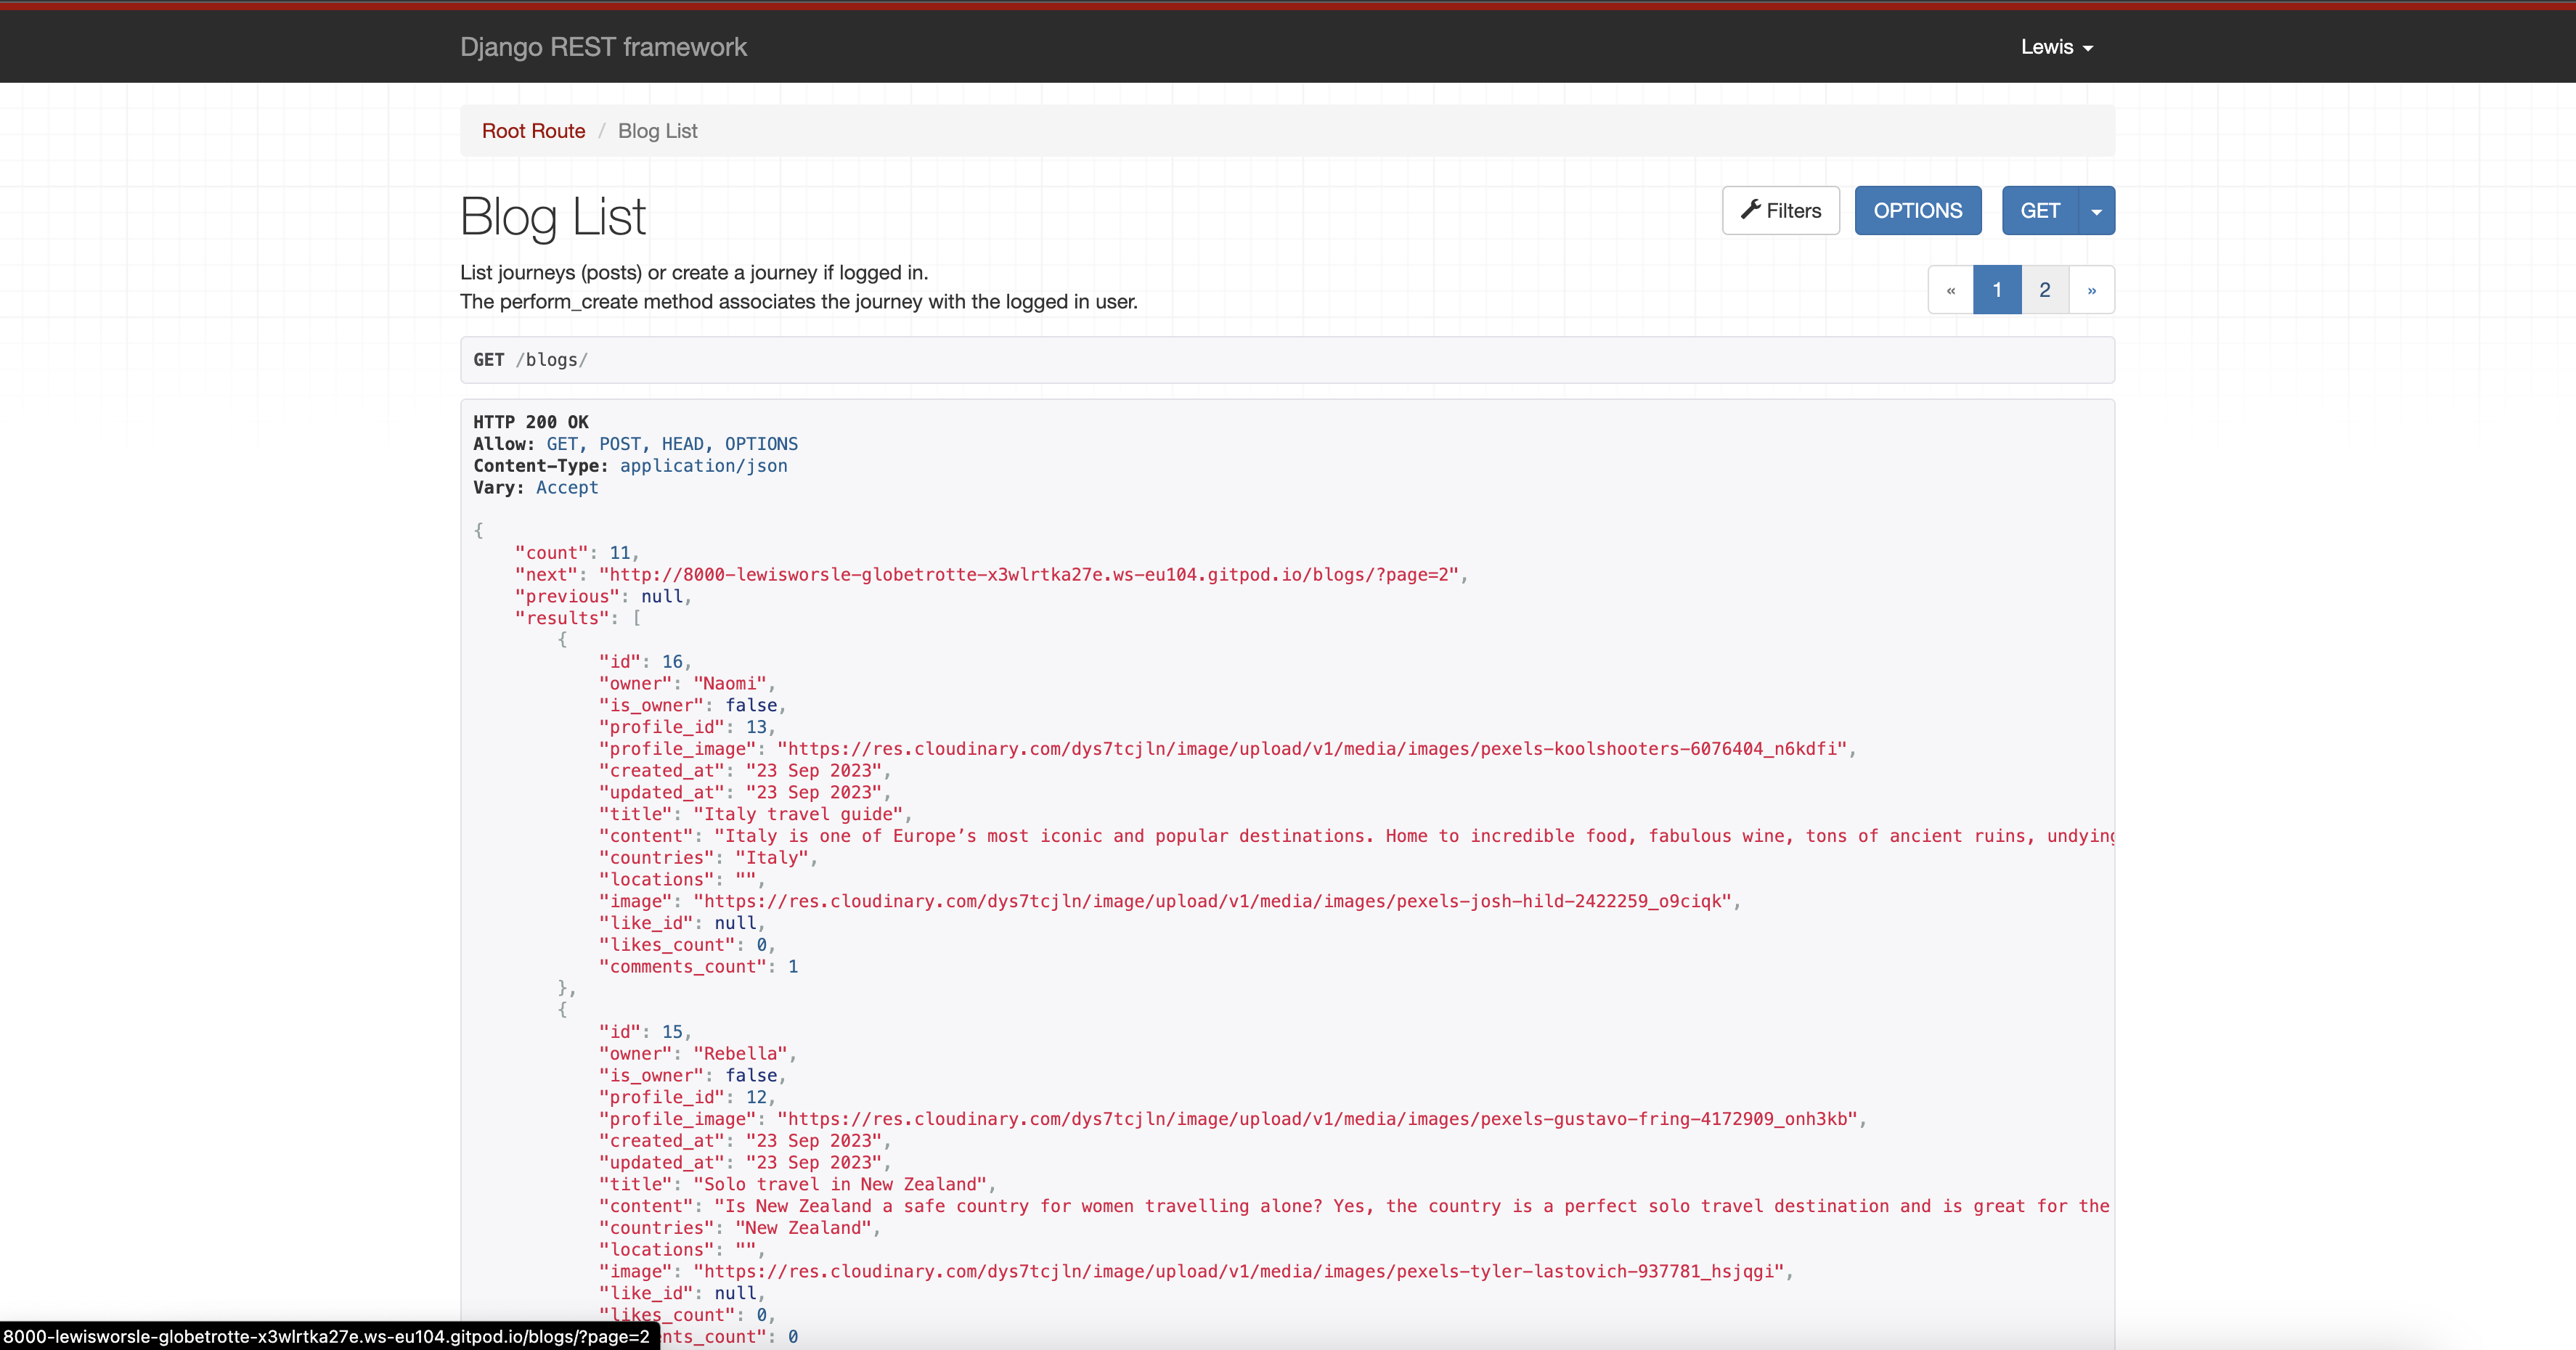 Django REST framework
Lewis
Root Route / Blog List
Blog List
Filters
OPTIONS
GET
List journeys (posts) or create a journey if logged in.
The perform_create method associates the journey with the logged in user.
« 1 2 »
GET /blogs/
HTTP 200 OK
Allow: GET, POST, HEAD, OPTIONS
Content-Type: application/json
Vary: Accept
{
"count": 11,
"next": "http://8000-lewisworsle-globetrotte-x3wlrtka27e.ws-eu104.gitpod.io/blogs/?page=2",
"previous": null,
"results": [
{
"id": 16,
"owner": "Naomi",
"is_owner": false,
"profile_id": 13,
"profile_image": "https://res.cloudinary.com/dys7tcjln/image/upload/v1/media/images/pexels-koolshooters-6076404_n6kdfi",
"created_at": "23 Sep 2023",
"updated_at": "23 Sep 2023",
"title": "Italy travel guide",
"content": "Italy is one of Europe’s most iconic and popular destinations. Home to incredible food, fabulous wine, tons of ancient ruins, undying
"countries": "Italy",
"locations": "",
"image": "https://res.cloudinary.com/dys7tcjln/image/upload/v1/media/images/pexels-josh-hild-2422259_o9ciqk",
"like_id": null,
"likes_count": 0,
"comments_count": 1
},
{
"id": 15,
"owner": "Rebella",
"is_owner": false,
"profile_id": 12,
"profile_image": "https://res.cloudinary.com/dys7tcjln/image/upload/v1/media/images/pexels-gustavo-fring-4172909_onh3kb",
"created_at": "23 Sep 2023",
"updated_at": "23 Sep 2023",
"title": "Solo travel in New Zealand",
"content": "Is New Zealand a safe country for women travelling alone? Yes, the country is a perfect solo travel destination and is great for the
"countries": "New Zealand",
"locations": "",
"image": "https://res.cloudinary.com/dys7tcjln/image/upload/v1/media/images/pexels-tyler-lastovich-937781_hsjqgi",
"like_id": null,
"likes_count": 0,
nts_count": 0
8000-lewisworsle-globetrotte-x3wlrtka27e.ws-eu104.gitpod.io/blogs/?page=2